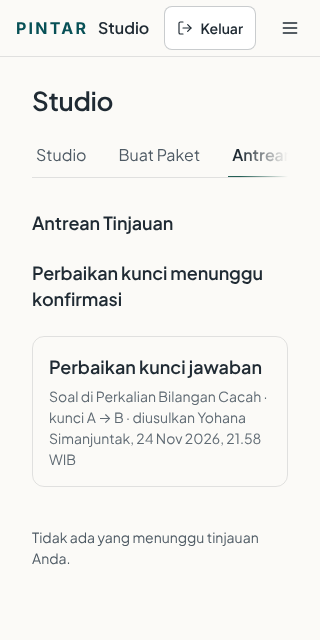 PINTAR Studio Keluar
Studio
Studio Buat Paket Antrean
Antrean Tinjauan
Perbaikan kunci menunggu
konfirmasi
Perbaikan kunci jawaban
Soal di Perkalian Bilangan Cacah ·
kunci A → B · diusulkan Yohana
Simanjuntak, 24 Nov 2026, 21.58
WIB
Tidak ada yang menunggu tinjauan
Anda.